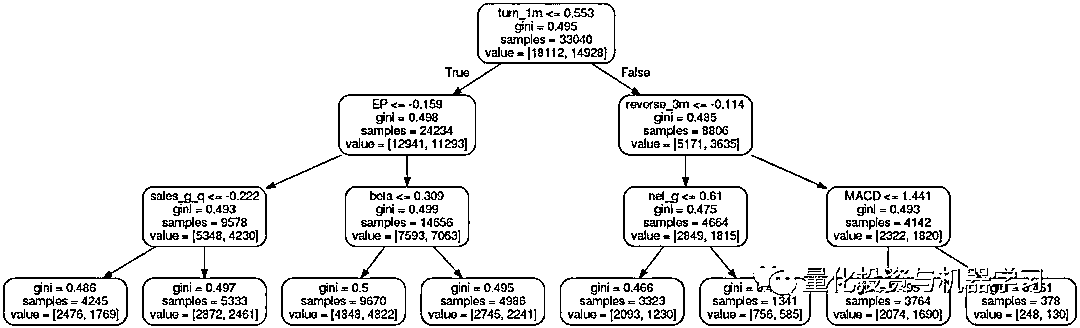 turn_1m <= 0.553
gini = 0.495
samples = 33040
value = [18112, 14928]
True
False
EP <= -0.159
gini = 0.498
samples = 24234
value = [12941, 11293]
reverse_3m <= -0.114
gini = 0.485
samples = 8806
value = [5171, 3635]
sales_g_q <= -0.222
gini = 0.493
samples = 9578
value = [5348, 4230]
beta <= 0.309
gini = 0.499
samples = 14656
value = [7593, 7063]
net_g <= 0.61
gini = 0.475
samples = 4664
value = [2849, 1815]
MACD <= 1.441
gini = 0.493
samples = 4142
value = [2322, 1820]
gini = 0.486
samples = 4245
value = [2476, 1769]
gini = 0.497
samples = 5333
value = [2872, 2461]
gini = 0.5
samples = 9670
value = [4848, 4822]
gini = 0.495
samples = 4986
value = [2745, 2241]
gini = 0.466
samples = 3323
value = [2093, 1230]
samples = 1341
value = [756, 585]
samples = 3764
value = [2074, 1690]
samples = 378
value = [248, 130]
量化投资与机器学习